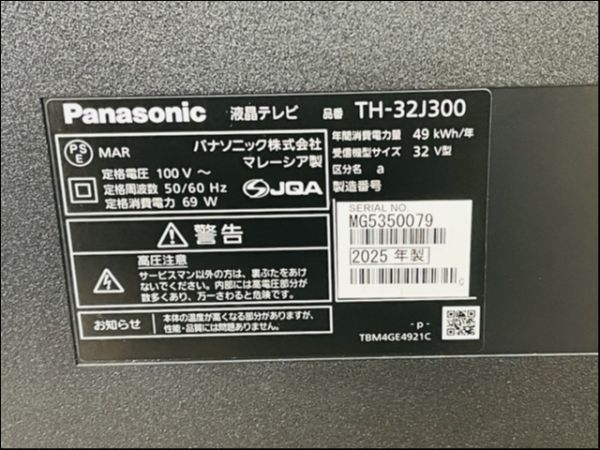 Panasonic 液晶テレビ 品番 TH-32J300
PS E MAR パナソニック株式会社
マレーシア製
定格電圧 100 V ～
定格周波数 50/60 Hz
定格消費電力 69 W
JQA
年間消費電力量 49 kWh/年
受信機型サイズ 32 V型
区分名 a
製造番号
SERIAL NO
MG5350079
2025 年製
C
警告
高圧注意
サービスマン以外の方は、裏ぶたをあけ
ないでください。内部には高電圧部分が
数多くあり、万一さわると危険です。
お知らせ
本体の温度が高くなる部分がありますが、
性能・品質には問題ありません。
- p -
TBM4GE4921C